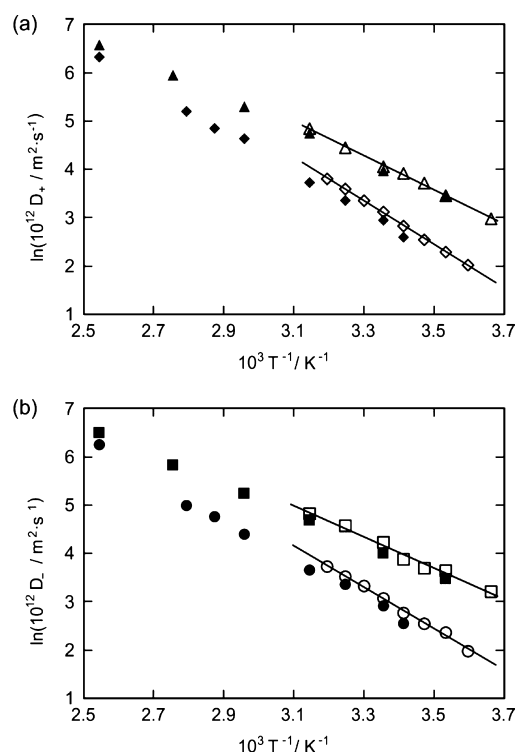 (a)
7
6
5
4
3
2
1
ln(10¹² D₊ / m²·s⁻¹)
2.5 2.7 2.9 3.1 3.3 3.5 3.7
10³ T⁻¹/ K⁻¹
(b)
7
6
5
4
3
2
1
ln(10¹² D₋ / m²·s⁻¹)
2.5 2.7 2.9 3.1 3.3 3.5 3.7
10³ T⁻¹/ K⁻¹